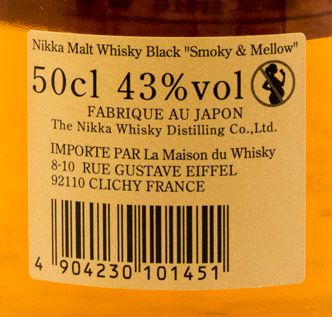 Nikka Malt Whisky Black "Smoky & Mellow"
50cl 43%vol
FABRIQUE AU JAPON
The Nikka Whisky Distilling Co.,Ltd.
IMPORTE PAR La Maison du Whisky
8-10 RUE GUSTAVE EIFFEL
92110 CLICHY FRANCE
4 904230 101451